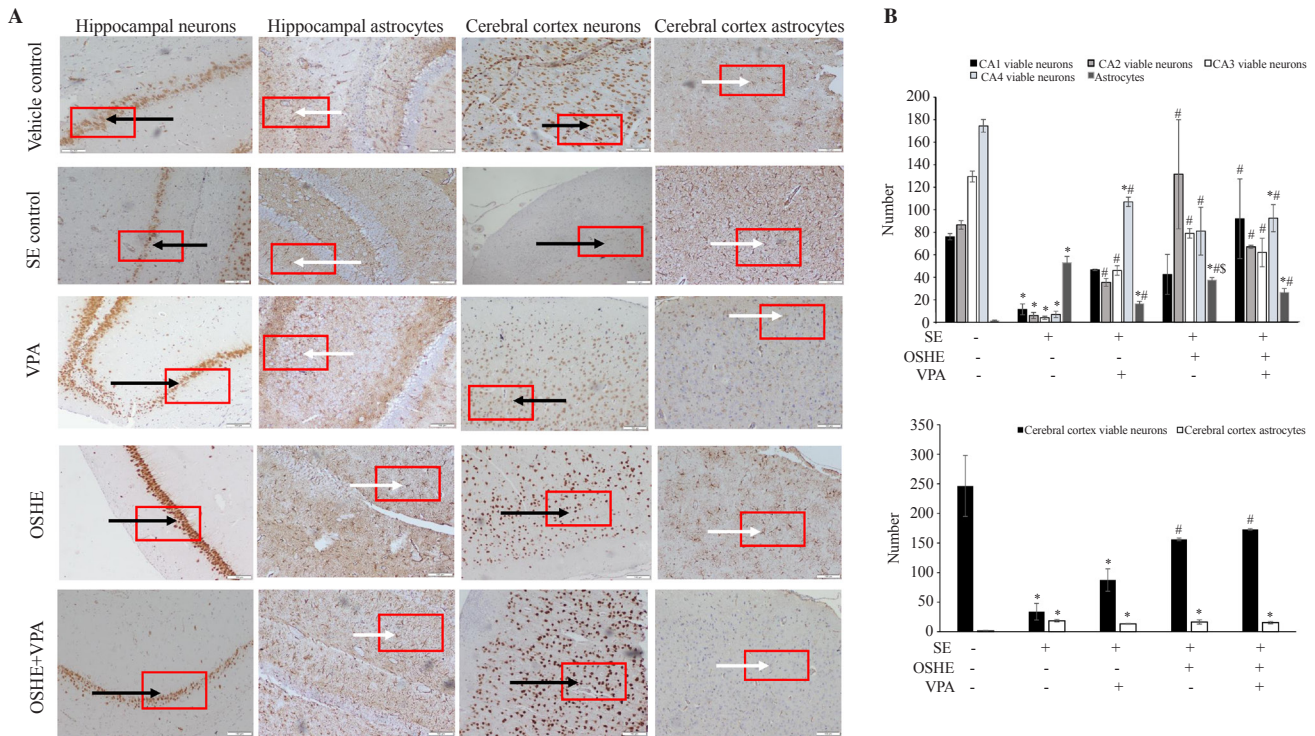 A
Hippocampal neurons Hippocampal astrocytes Cerebral cortex neurons Cerebral cortex astrocytes
Vehicle control
SE control
VPA
OSHE
OSHE+VPA
B
CA1 viable neurons CA2 viable neurons CA3 viable neurons
CA4 viable neurons Astrocytes
Number
200
180
160
140
120
100
80
60
40
20
0
* * * * *
# # *# *#
# # # *#$
# # # *# *#
SE - + + + +
OSHE - - - + +
VPA - - + - +
Cerebral cortex viable neurons Cerebral cortex astrocytes
Number
350
300
250
200
150
100
50
0
* * * * # * # *
SE - + + + +
OSHE - - - + +
VPA - - + - +